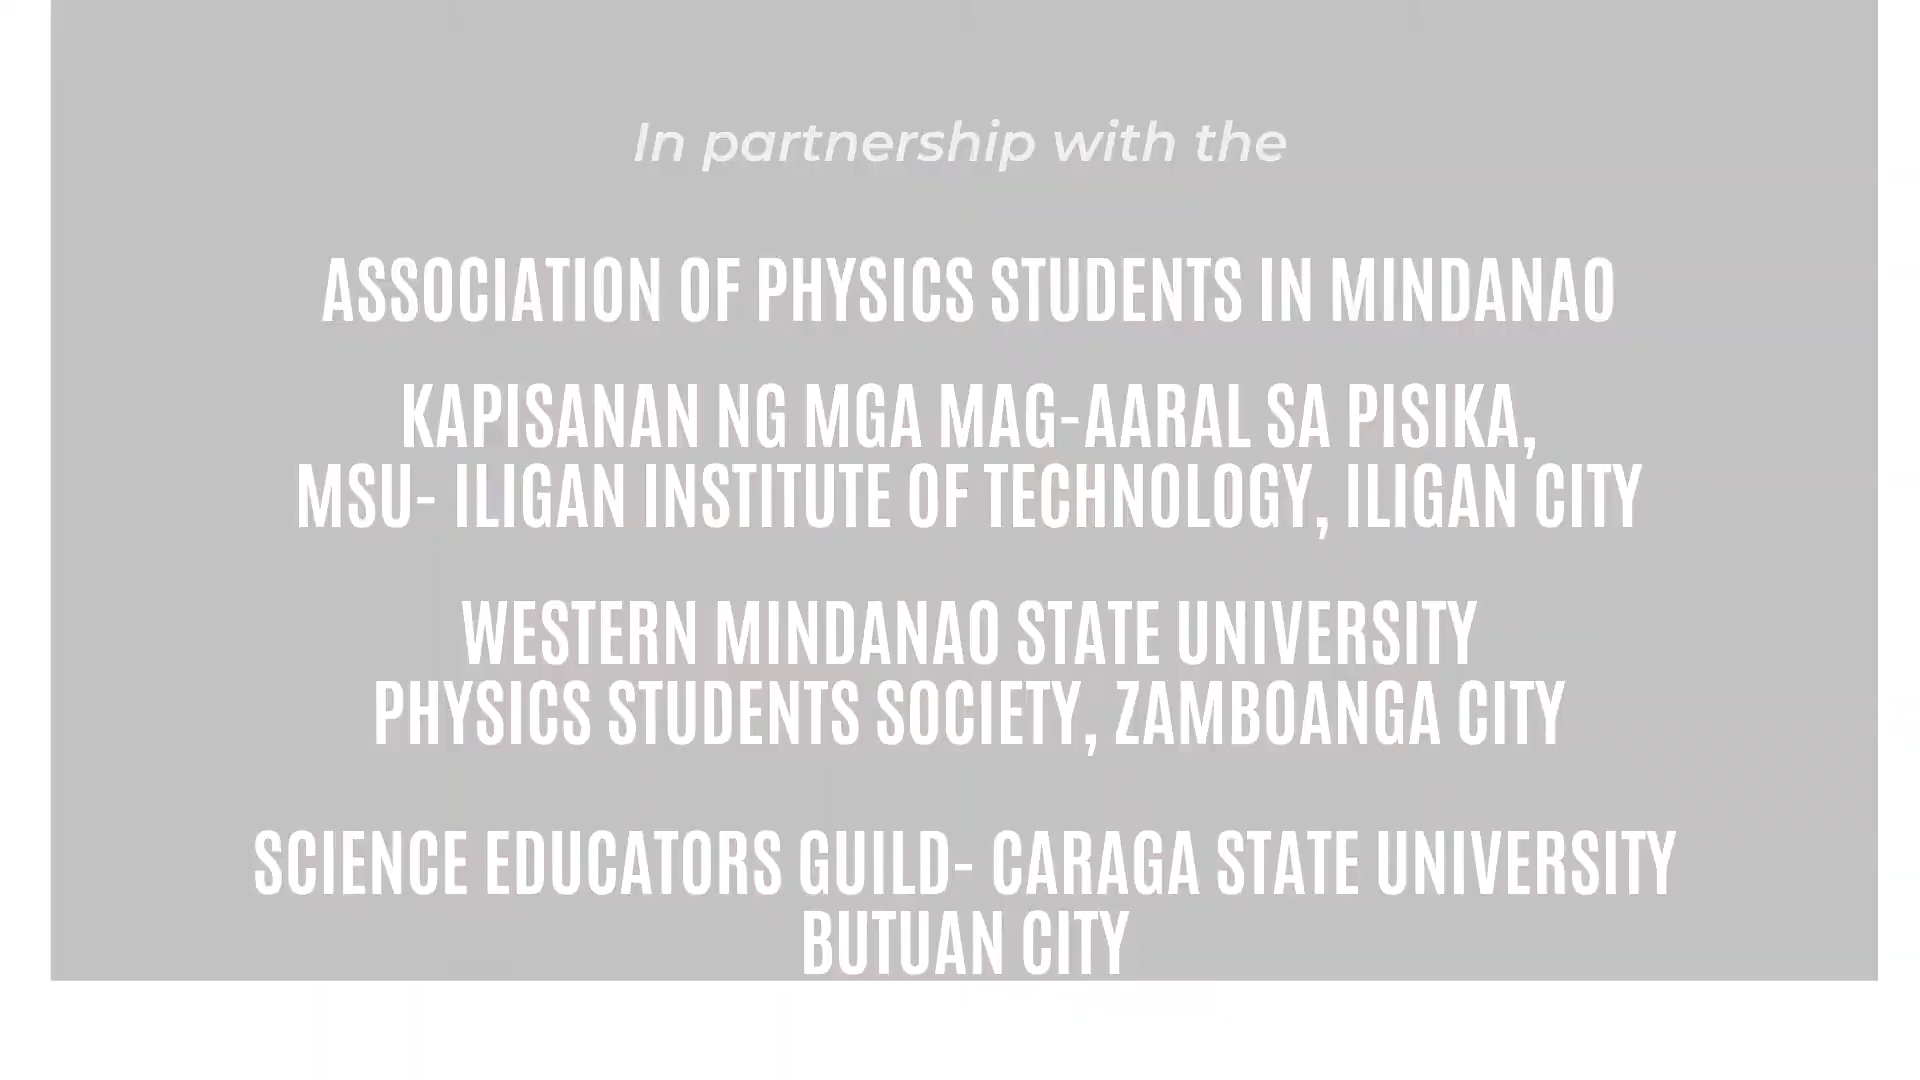 In partnership with the
ASSOCIATION OF PHYSICS STUDENTS IN MINDANAO
KAPISANAN NG MGA MAG-AARAL SA PISIKA,
MSU- ILIGAN INSTITUTE OF TECHNOLOGY, ILIGAN CITY
WESTERN MINDANAO STATE UNIVERSITY
PHYSICS STUDENTS SOCIETY, ZAMBOANGA CITY
SCIENCE EDUCATORS GUILD- CARAGA STATE UNIVERSITY
BUTUAN CITY